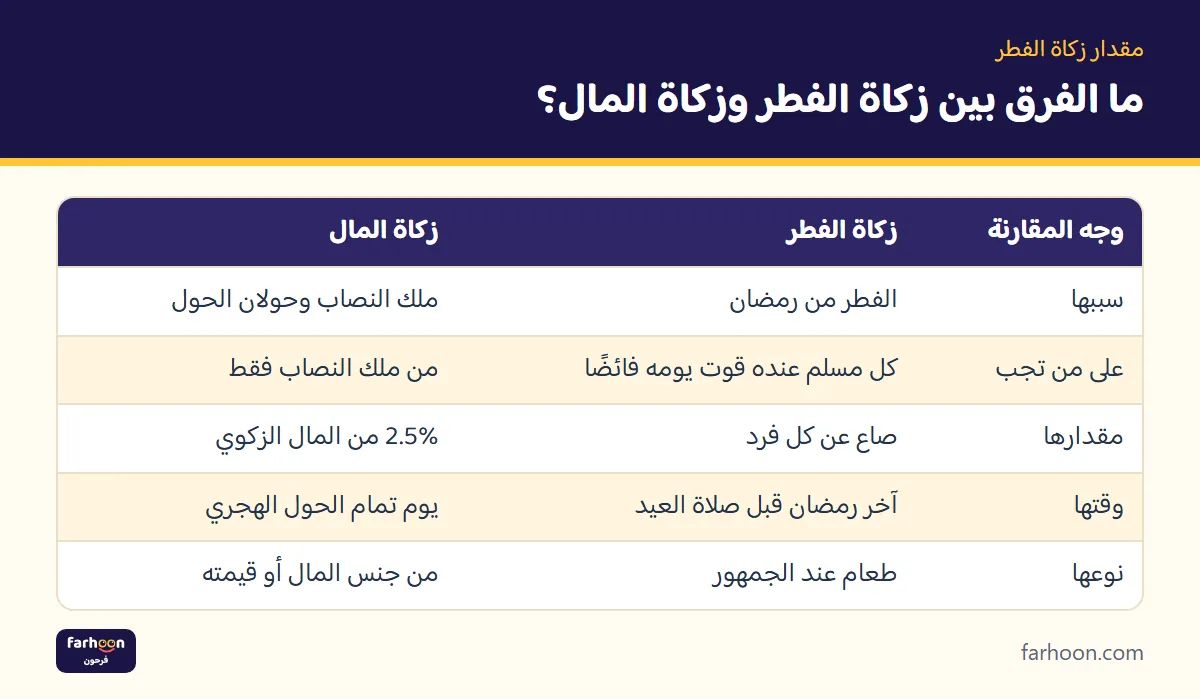 مقدار زكاة الفطر
ما الفرق بين زكاة الفطر وزكاة المال؟
وجه المقارنة زكاة الفطر زكاة المال
سببها الفطر من رمضان ملك النصاب وحولان الحول
على من تجب كل مسلم عنده قوت يومه فائضًا من ملك النصاب فقط
مقدارها صاع عن كل فرد 2.5% من المال الزكوي
وقتها آخر رمضان قبل صلاة العيد يوم تمام الحول الهجري
نوعها طعام عند الجمهور من جنس المال أو قيمته
farhoon.com
farhoon
فرحون